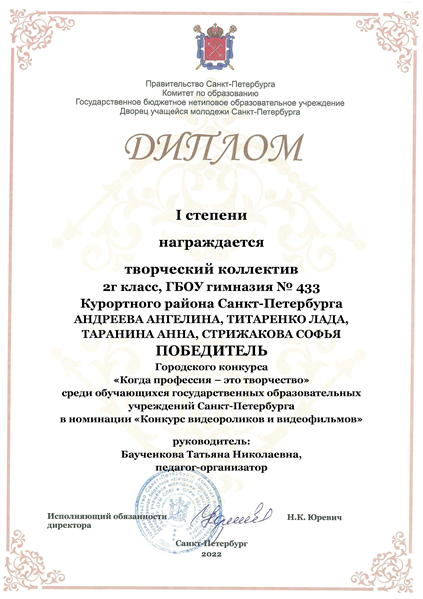 Правительство Санкт-Петербурга
Комитет по образованию
Государственное бюджетное нетиповое образовательное учреждение
Дворец учащейся молодежи Санкт-Петербурга
ДИПЛОМ
I степени
награждается
творческий коллектив
2г класс, ГБОУ гимназия № 433
Курортного района Санкт-Петербурга
АНДРЕЕВА АНГЕЛИНА, ТИТАРЕНКО ЛАДА,
ТАРАНИНА АННА, СТРИЖАКОВА СОФЬЯ
ПОБЕДИТЕЛЬ
Городского конкурса
«Когда профессия – это творчество»
среди обучающихся государственных образовательных
учреждений Санкт-Петербурга
в номинации «Конкурс видеороликов и видеофильмов»
руководитель:
Баученкова Татьяна Николаевна,
педагог-организатор
Исполняющий обязанности
директора
Н.К. Юревич
Санкт-Петербург
2022